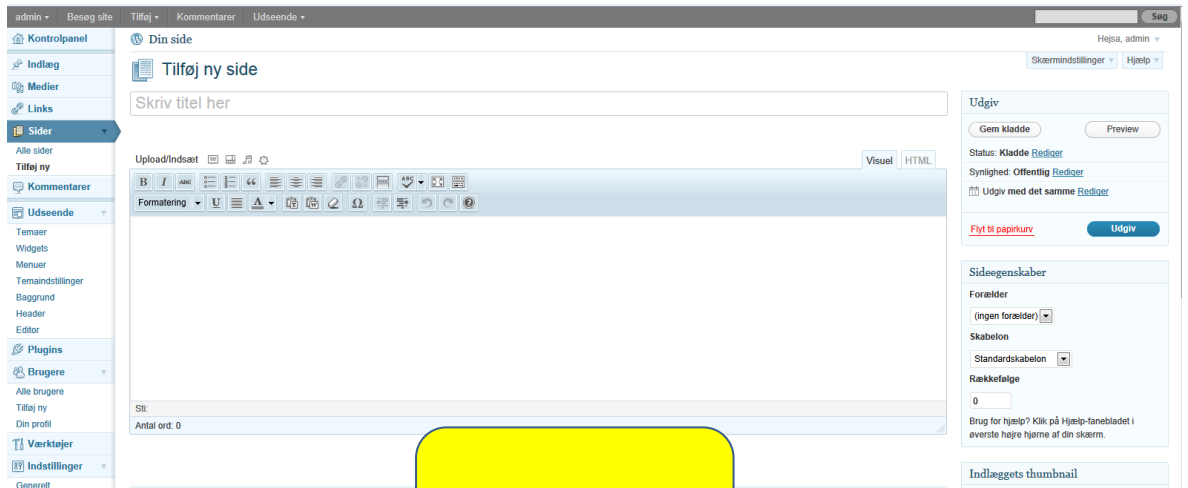 admin Besøg site Tilføj Kommentarer Udseende Søg
Kontrolpanel
Indlæg
Medier
Links
Sider
Alle sider
Tilføj ny
Kommentarer
Udseende
Temaer
Widgets
Menuer
Temaindstillinger
Baggrund
Header
Editor
Plugins
Brugere
Alle brugere
Tilføj ny
Din profil
Værktøjer
Indstillinger
Generelt
Din side
Hejsa, admin
Skærmindstillinger Hjælp
Tilføj ny side
Skriv titel her
Upload/Indsæt
Visuel HTML
B I ABC ABC
Formatering U A Ω
Sti:
Antal ord: 0
Udgiv
Gem kladde Preview
Status: Kladde Rediger
Synlighed: Offentlig Rediger
Udgiv med det samme Rediger
Flyt til papirkurv Udgiv
Sideegenskaber
Forælder
(ingen forælder)
Skabelon
Standardskabelon
Rækkefølge
0
Brug for hjælp? Klik på Hjælp-fanebladet i
øverste højre hjørne af din skærm.
Indlæggets thumbnail